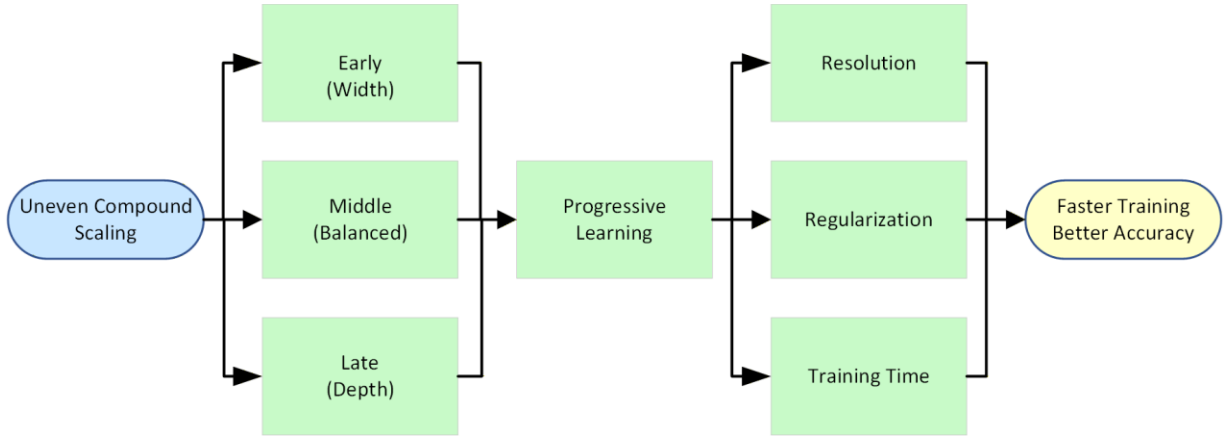 Uneven Compound
Scaling
Early
(Width)
Middle
(Balanced)
Late
(Depth)
Progressive
Learning
Resolution
Regularization
Training Time
Faster Training
Better Accuracy